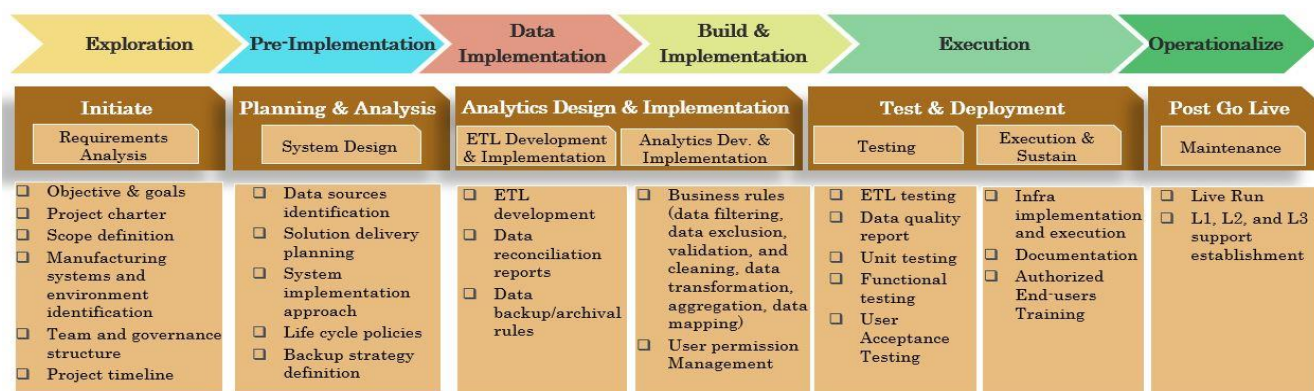 Exploration
Pre-Implementation
Data
Implementation
Build &
Implementation
Execution
Operationalize
Initiate
Requirements
Analysis
Planning & Analysis
System Design
Analytics Design & Implementation
ETL Development
& Implementation
Analytics Dev. &
Implementation
Test & Deployment
Testing
Execution &
Sustain
Post Go Live
Maintenance
❑ Objective & goals
❑ Project charter
❑ Scope definition
❑ Manufacturing
systems and
environment
identification
❑ Team and governance
structure
❑ Project timeline
❑ Data sources
identification
❑ Solution delivery
planning
❑ System
implementation
approach
❑ Life cycle policies
❑ Backup strategy
definition
❑ ETL
development
❑ Data
reconciliation
reports
❑ Data
backup/archival
rules
❑ Business rules
(data filtering,
data exclusion,
validation, and
cleaning, data
transformation,
aggregation, data
mapping)
❑ User permission
Management
❑ ETL testing
❑ Data quality
report
❑ Unit testing
❑ Functional
testing
❑ User
Acceptance
Testing
❑ Infra
implementation
and execution
❑ Documentation
❑ Authorized
End-users
Training
❑ Live Run
❑ L1, L2, and L3
support
establishment